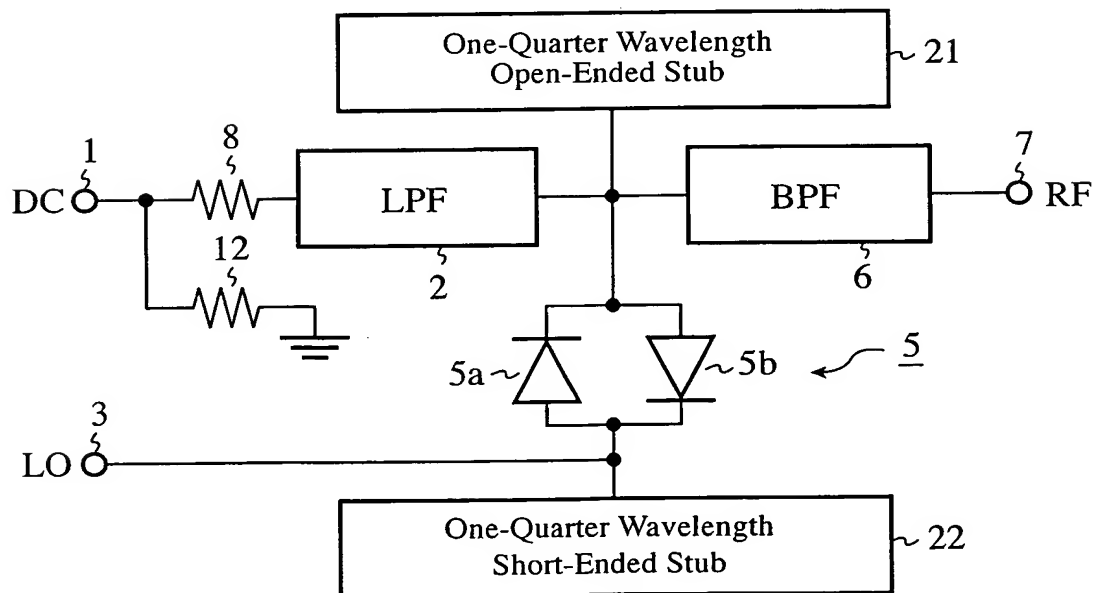 One-Quarter Wavelength
Open-Ended Stub
21
1
8
7
DC
LPF
BPF
RF
12
2
6
5a
5b
5
3
LO
One-Quarter Wavelength
Short-Ended Stub
22